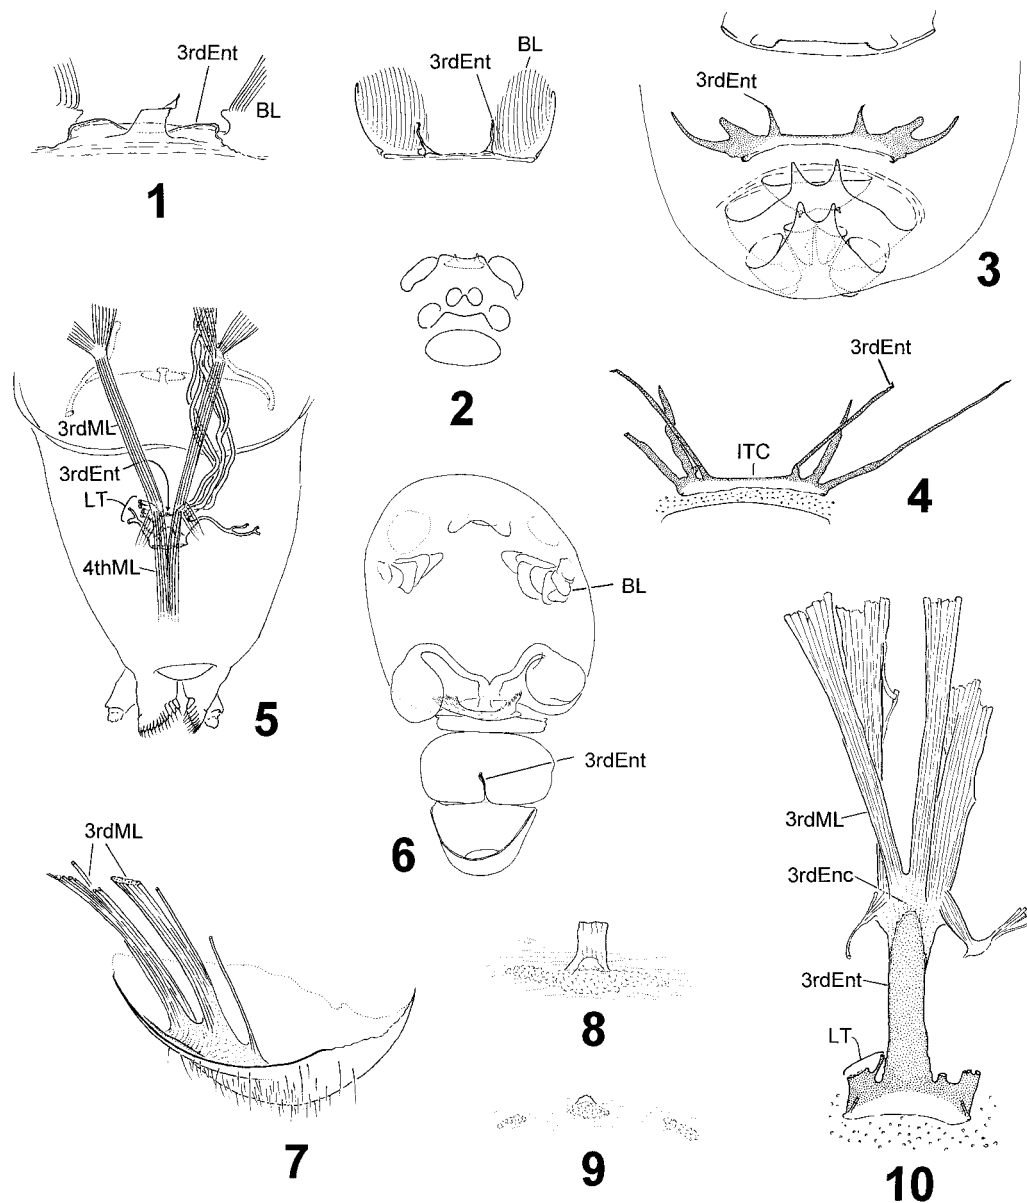 3rdEnt
BL
1
3rdEnt
BL
2
3rdEnt
3
3rdEnt
ITC
4
3rdML
3rdEnt
LT
4thML
5
BL
3rdEnt
6
3rdML
7
8
9
3rdML
3rdEnc
3rdEnt
LT
10